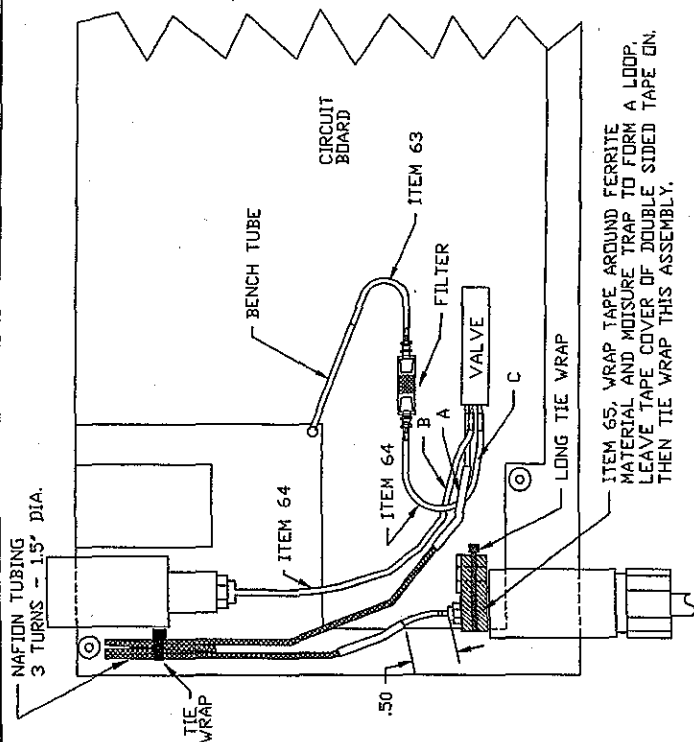 NAFION TUBING
3 TURNS - 1.5" DIA.
TIE
WRAP
ITEM 64
BENCH TUBE
CIRCUIT
BOARD
ITEM 63
FILTER
ITEM 64
B
A
VALVE
C
LONG TIE WRAP
.50
ITEM 65, WRAP TAPE AROUND FERRITE
MATERIAL AND MOISURE TRAP TO FORM A LOOP.
LEAVE TAPE COVER OF DOUBLE SIDED TAPE ON.
THEN TIE WRAP THIS ASSEMBLY.